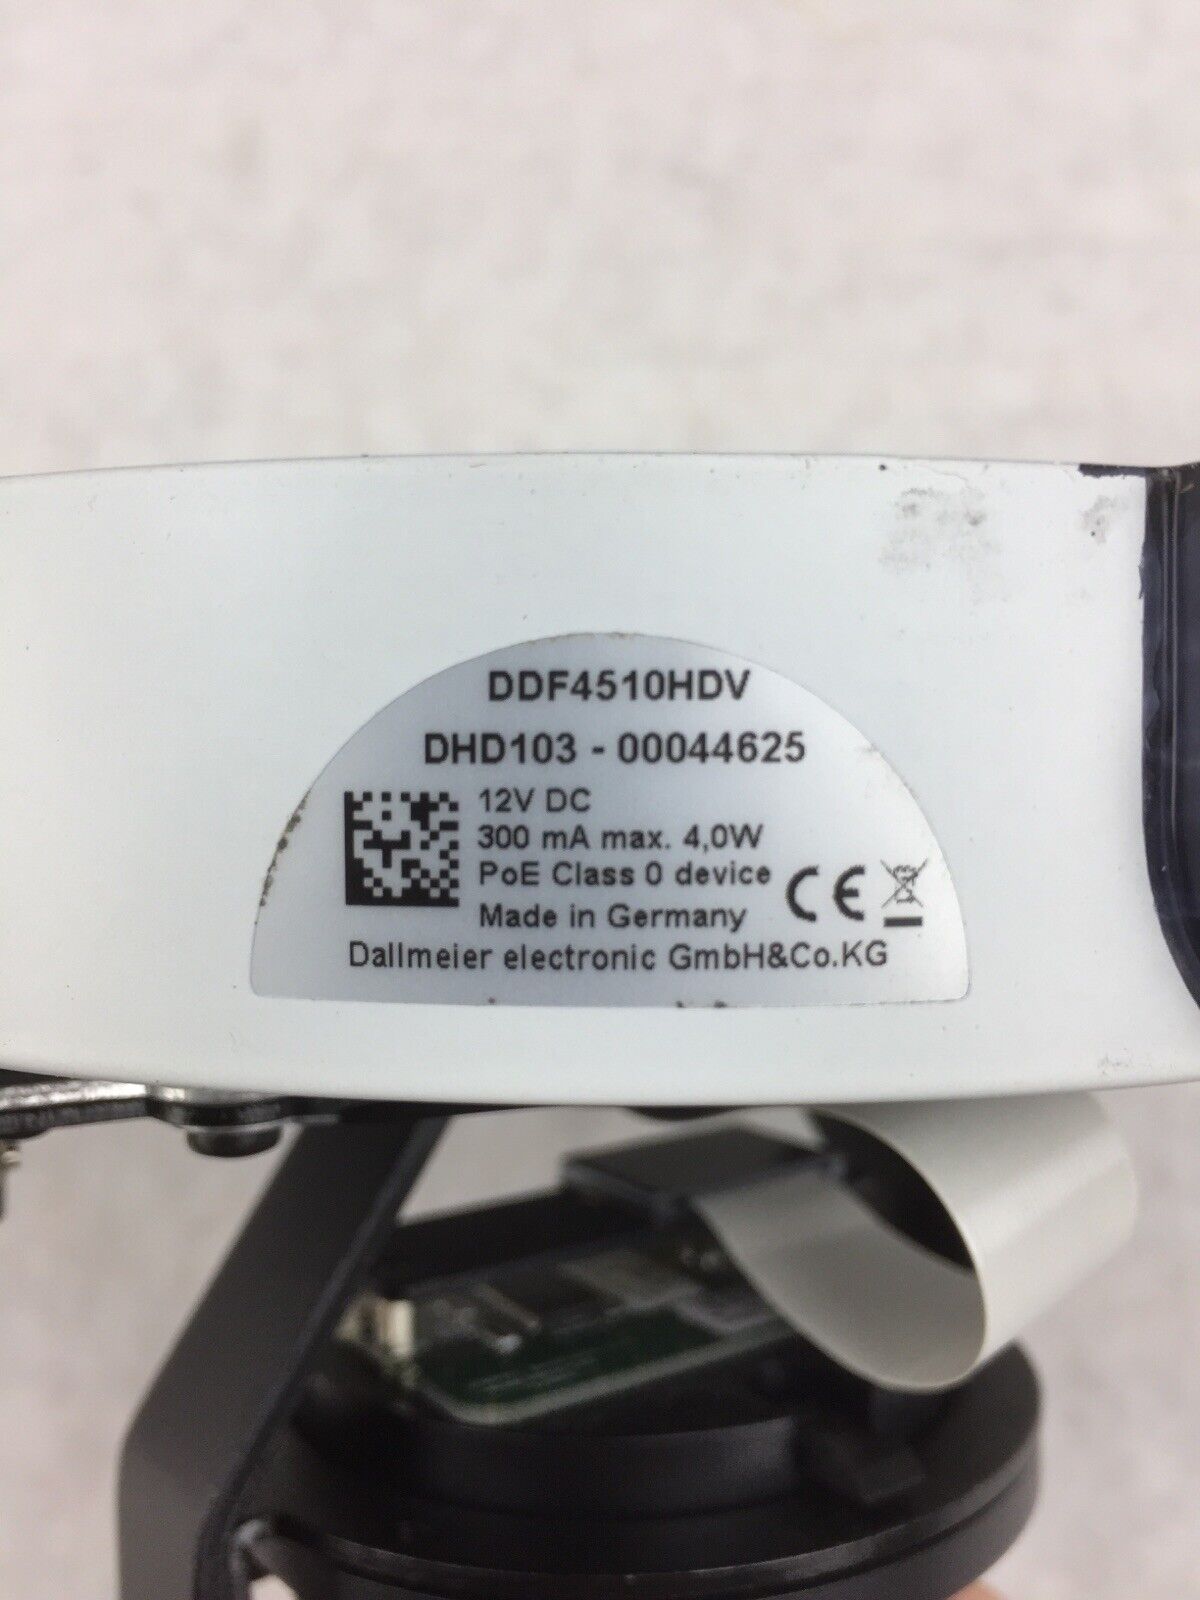 DDF4510HDV
DHD103 - 00044625
12V DC
300 mA max. 4,0W
PoE Class 0 device
Made in Germany
CE
Dallmeier electronic GmbH&Co.KG